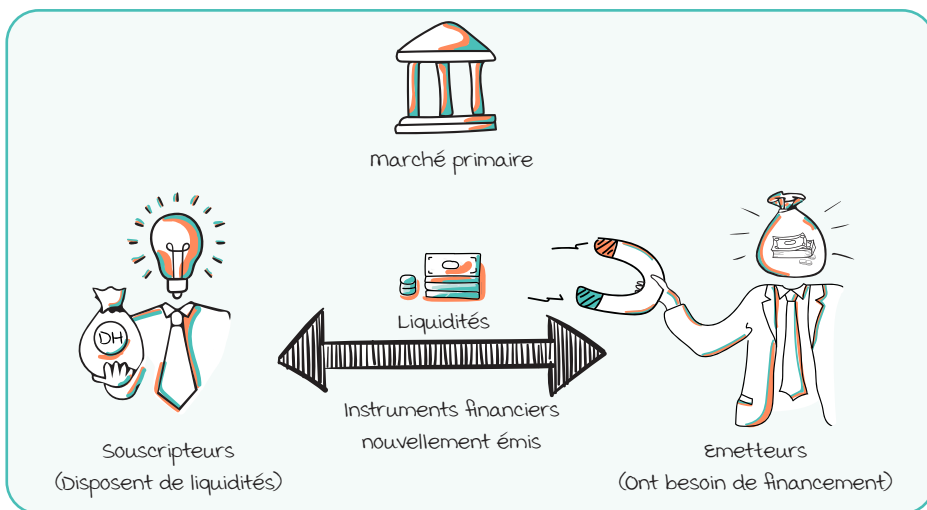 marché primaire
Liquidités
DH
Instruments financiers
nouvellement émis
Souscripteurs
(Disposent de liquidités)
Emetteurs
(Ont besoin de financement)